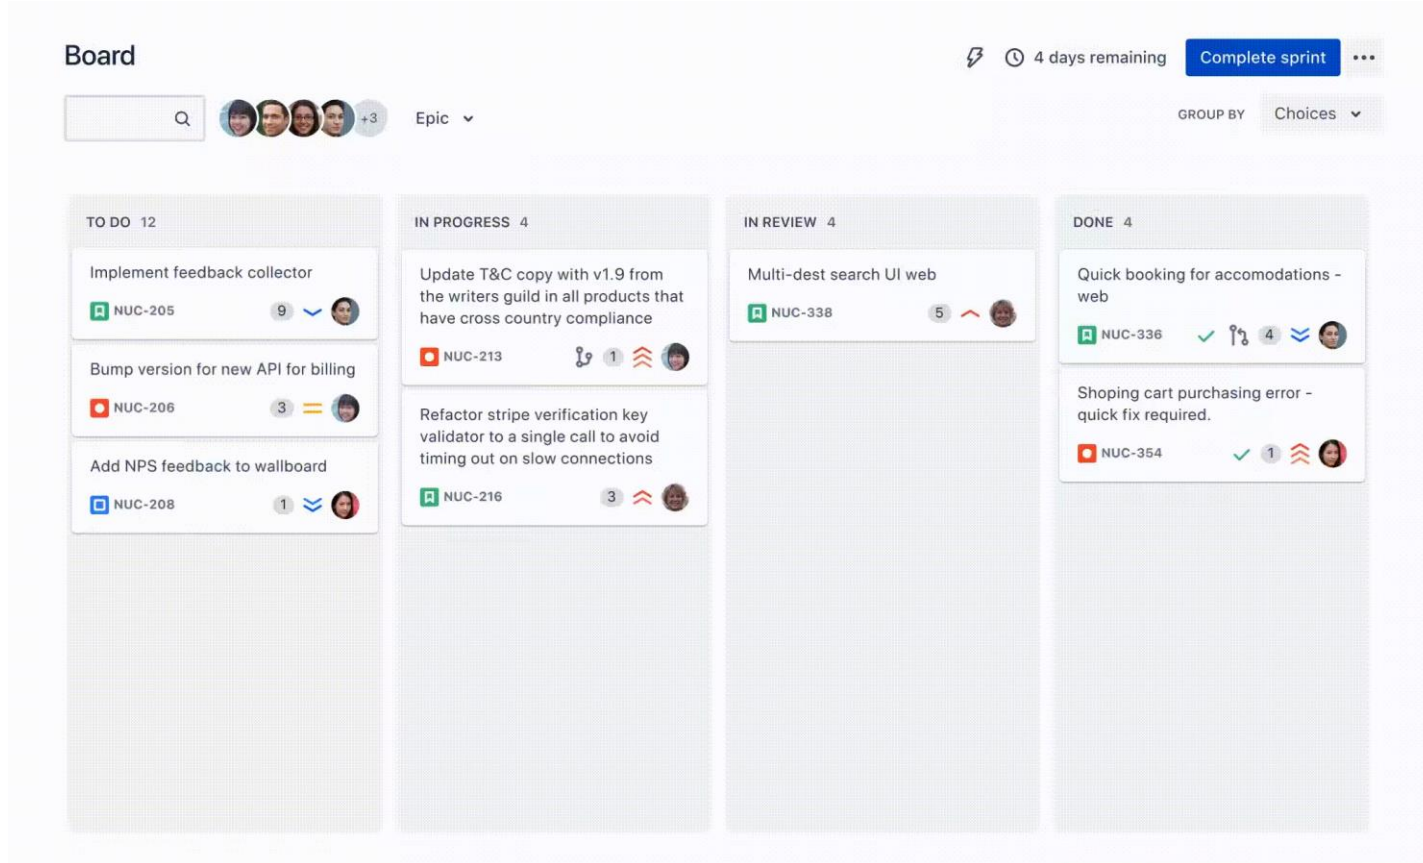 Board
4 days remaining
Complete sprint
+3
Epic
GROUP BY
Choices
TO DO 12
Implement feedback collector
NUC-205
9
Bump version for new API for billing
NUC-206
3
Add NPS feedback to wallboard
NUC-208
1
IN PROGRESS 4
Update T&C copy with v1.9 from
the writers guild in all products that
have cross country compliance
NUC-213
1
Refactor stripe verification key
validator to a single call to avoid
timing out on slow connections
NUC-216
3
IN REVIEW 4
Multi-dest search UI web
NUC-338
5
DONE 4
Quick booking for accomodations -
web
NUC-336
4
Shoping cart purchasing error -
quick fix required.
NUC-354
1